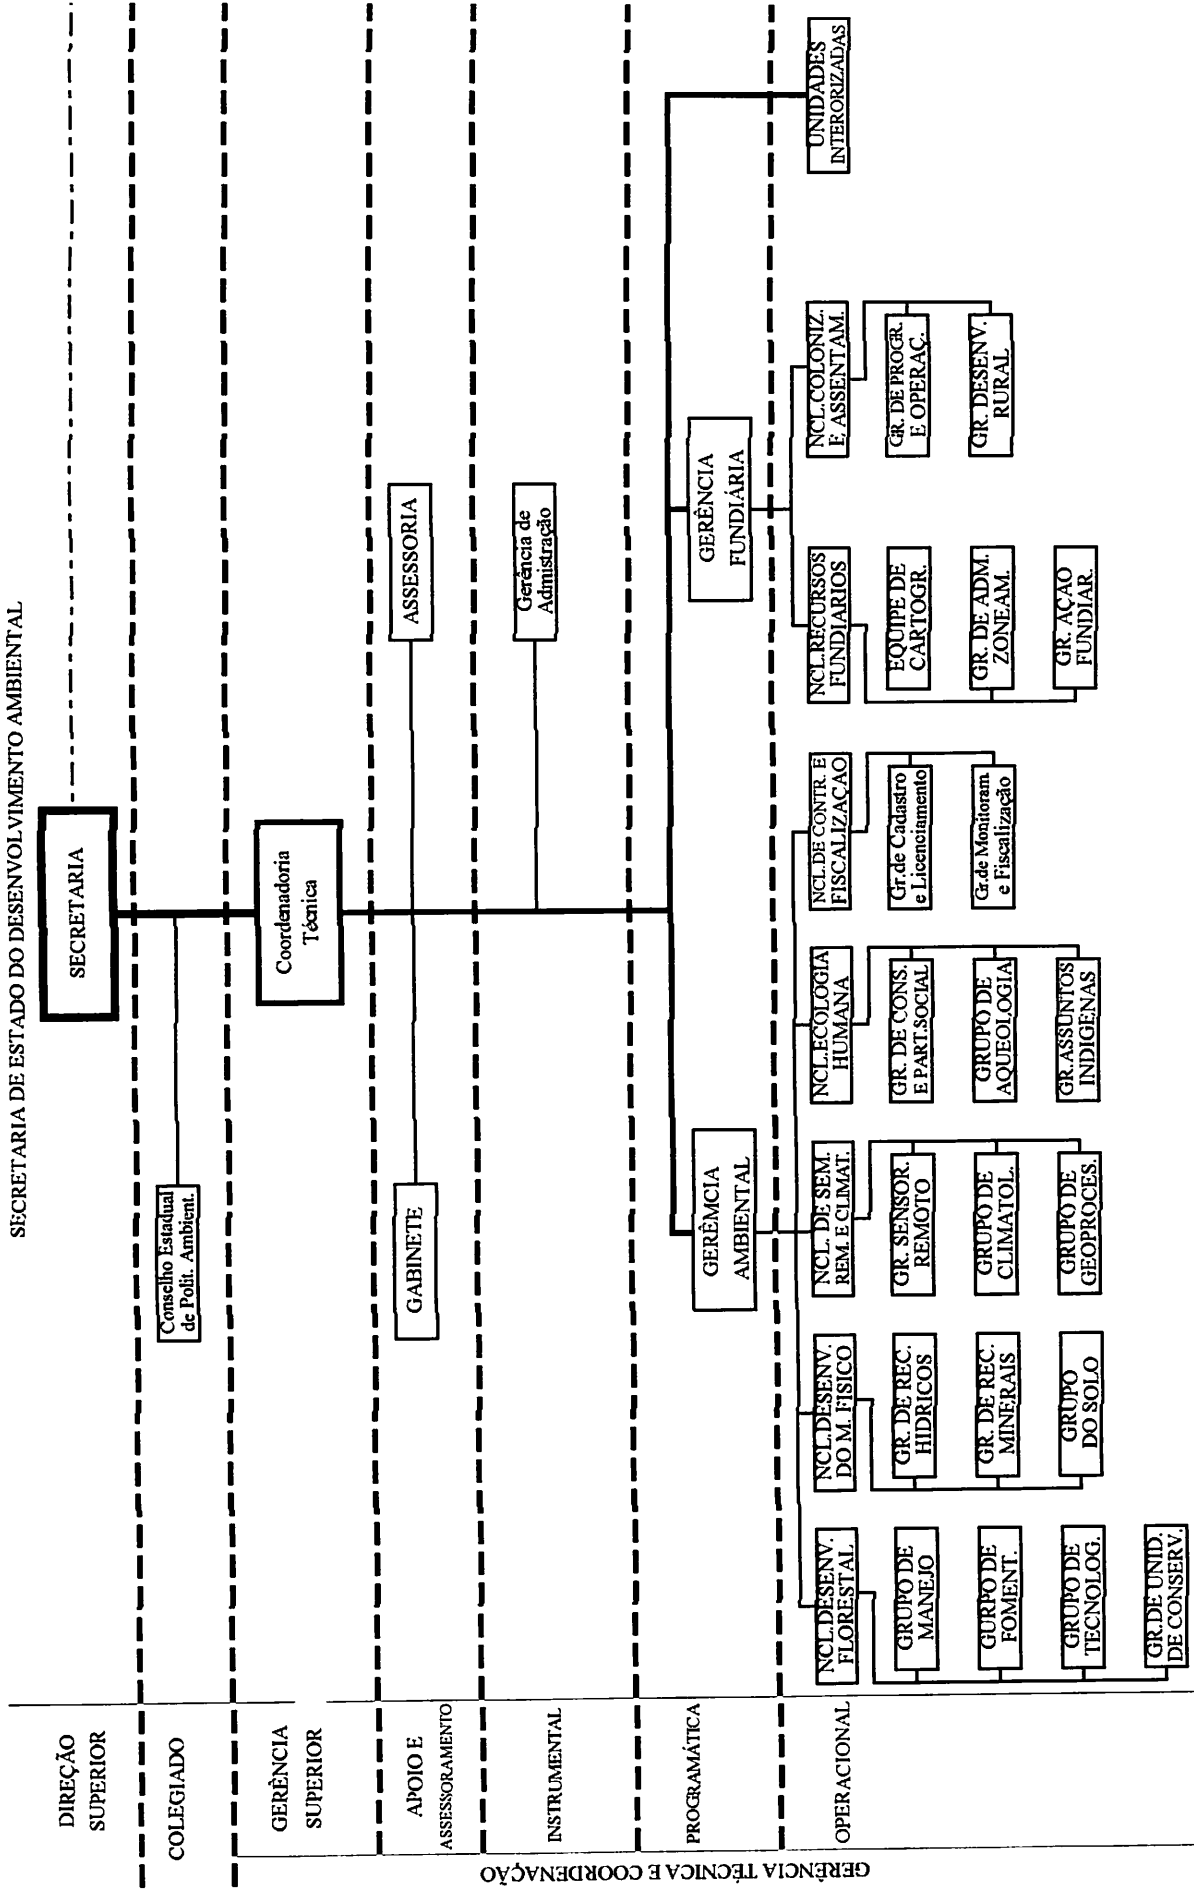 SECRETARIA DE ESTADO DO DESENVOLVIMENTO AMBIENTAL
DIREÇÃO
SUPERIOR
SECRETARIA
COLEGIADO
Conselho Estadual
de Polit. Ambient.
GERÊNCIA
SUPERIOR
Coordenadoria
Técnica
APOIO E
ASSESSORAMENTO
GABINETE
ASSESSORIA
INSTRUMENTAL
Gerência de
Admistração
PROGRAMÁTICA
GERÊMCIA
AMBIENTAL
GERÊNCIA
FUNDIÁRIA
OPERACIONAL
GERÊNCIA TÉCNICA E COORDENAÇÃO
NCL.DESENV.
FLORESTAL
GRUPO DE
MANEJO
GURPO DE
FOMENT.
GRUPO DE
TECNOLOG.
GR.DE UNID.
DE CONSERV.
NCL.DESENV.
DO M. FISICO
GR. DE REC.
HIDRICOS
GR. DE REC.
MINERAIS
GRUPO
DO SOLO
NCL. DE SEM.
REM. E CLIMAT.
GR. SENSOR.
REMOTO
GRUPO DE
CLIMATOL.
GRUPO DE
GEOPROCES.
NCL.ECOLOGIA
HUMANA
GR. DE CONS.
E PART.SOCIAL
GRUPO DE
AQUEOLOGIA
GR.ASSUNTOS
INDIGENAS
NCL.DE CONTR. E
FISCALIZAÇAO
Gr.de Cadastro
e Licenciamento
Gr.de Monitoram
e Fiscalização
NCL.RECURSOS
FUNDIARIOS
EQUIPE DE
CARTOGR.
GR. DE ADM.
ZONEAM.
GR. AÇAO
FUNDIAR.
NCL.COLONIZ.
E ASSENTAM.
GR. DE PROGR.
E OPERAÇ.
GR. DESENV.
RURAL
UNIDADES
INTERORIZADAS